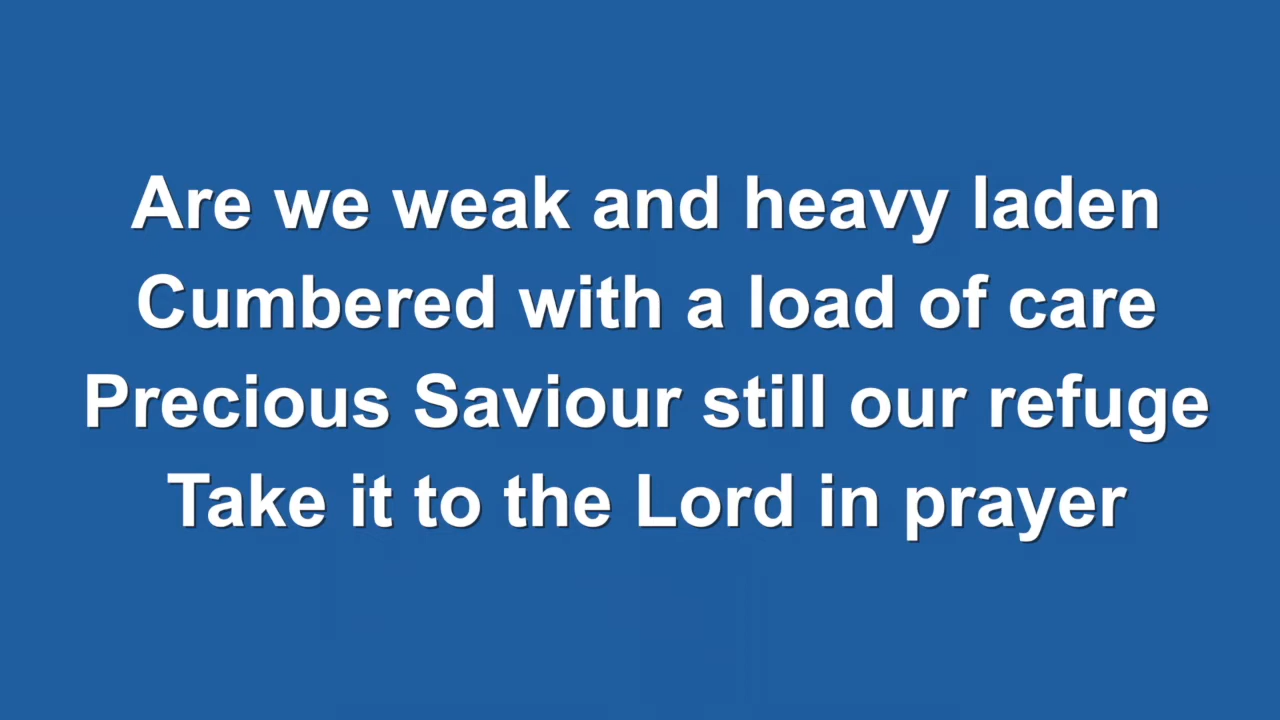 Are we weak and heavy laden
Cumbered with a load of care
Precious Saviour still our refuge
Take it to the Lord in prayer